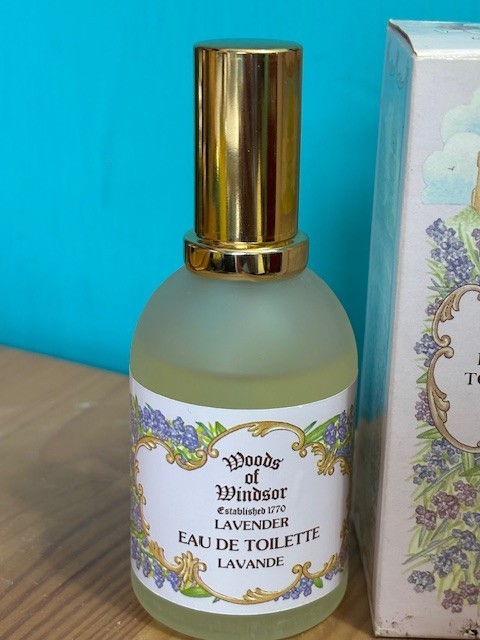 Woods
of
Windsor
Established 1770
LAVENDER
EAU DE TOILETTE
LAVANDE